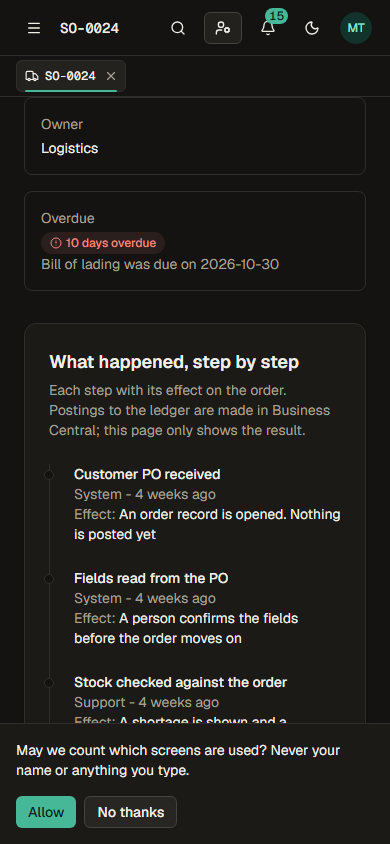 SO-0024
15
MT
SO-0024
Owner
Logistics
Overdue
10 days overdue
Bill of lading was due on 2026-10-30
What happened, step by step
Each step with its effect on the order.
Postings to the ledger are made in Business
Central; this page only shows the result.
Customer PO received
System - 4 weeks ago
Effect: An order record is opened. Nothing
is posted yet
Fields read from the PO
System - 4 weeks ago
Effect: A person confirms the fields
before the order moves on
Stock checked against the order
Support - 4 weeks ago
Effect: A shortage is shown and a
May we count which screens are used? Never your
name or anything you type.
Allow
No thanks